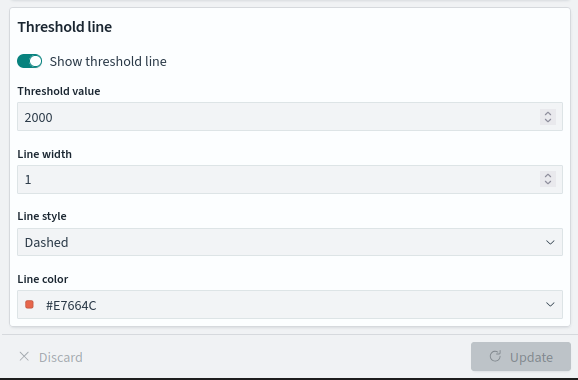 Threshold line
Show threshold line
Threshold value
2000
Line width
1
Line style
Dashed
Line color
#E7664C
Discard
Update